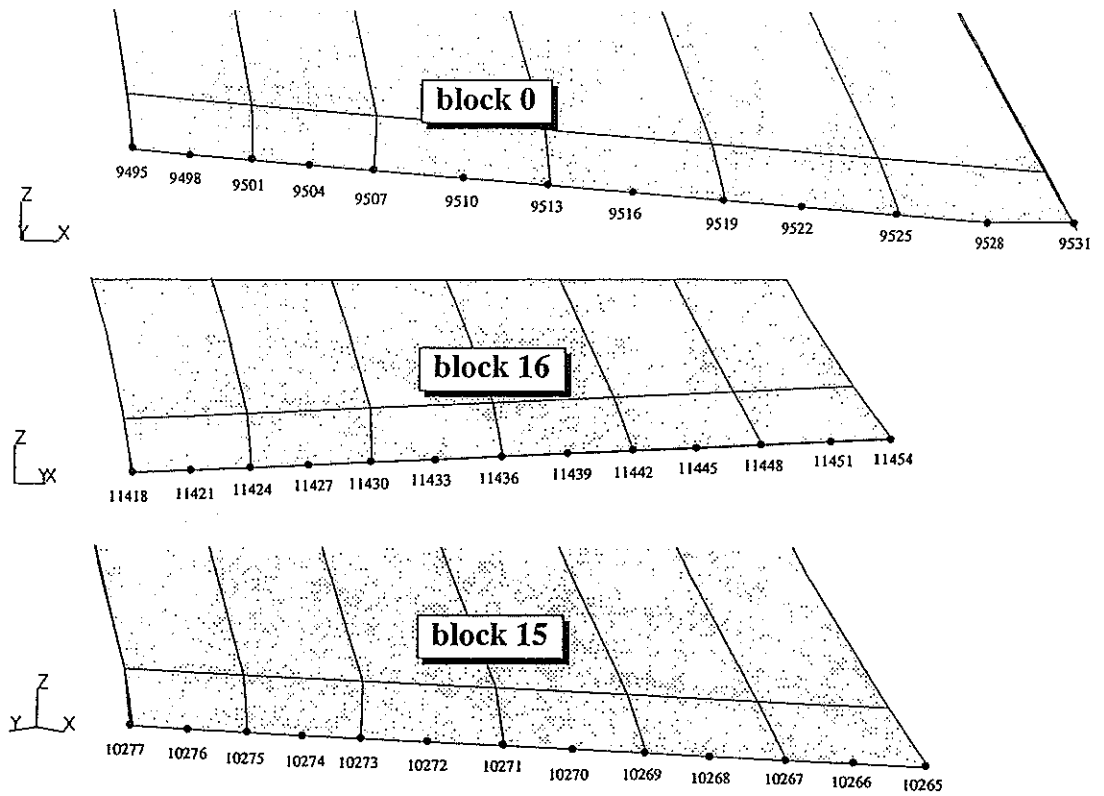 block 0
9495 9498 9501 9504 9507 9510 9513 9516 9519 9522 9525 9528 9531
Z
Y X
block 16
11418 11421 11424 11427 11430 11433 11436 11439 11442 11445 11448 11451 11454
Z
YX
block 15
Z
Y X
10277 10276 10275 10274 10273 10272 10271 10270 10269 10268 10267 10266 10265